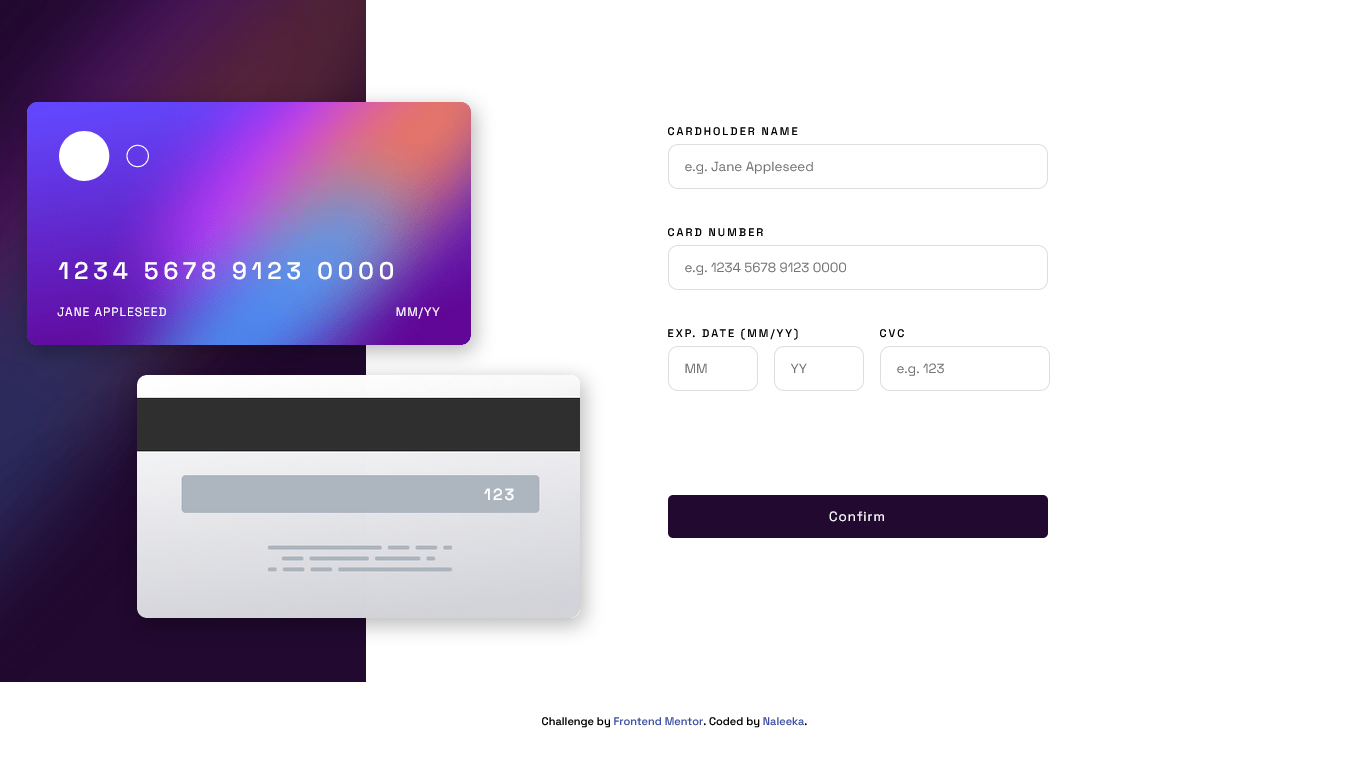 1234 5678 9123 0000
JANE APPLESEED MM/YY
123
CARDHOLDER NAME
e.g. Jane Appleseed
CARD NUMBER
e.g. 1234 5678 9123 0000
EXP. DATE (MM/YY) CVC
MM YY e.g. 123
Confirm
Challenge by Frontend Mentor. Coded by Naleeka.